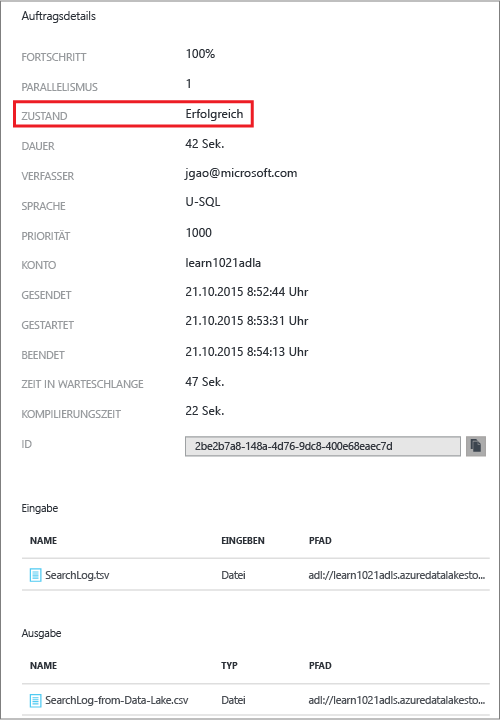 Auftragsdetails
FORTSCHRITT 100%
PARALLELISMUS 1
ZUSTAND Erfolgreich
DAUER 42 Sek.
VERFASSER jgao@microsoft.com
SPRACHE U-SQL
PRIORITÄT 1000
KONTO learn1021adla
GESENDET 21.10.2015 8:52:44 Uhr
GESTARTET 21.10.2015 8:53:31 Uhr
BEENDET 21.10.2015 8:54:13 Uhr
ZEIT IN WARTESCHLANGE 47 Sek.
KOMPILIERUNGSZEIT 22 Sek.
ID 2be2b7a8-148a-4d76-9dc8-400e68eaec7d
Eingabe
NAME EINGEBEN PFAD
SearchLog.tsv Datei adl://learn1021adls.azuredatalakesto...
Ausgabe
NAME TYP PFAD
SearchLog-from-Data-Lake.csv Datei adl://learn1021adls.azuredatalakesto...